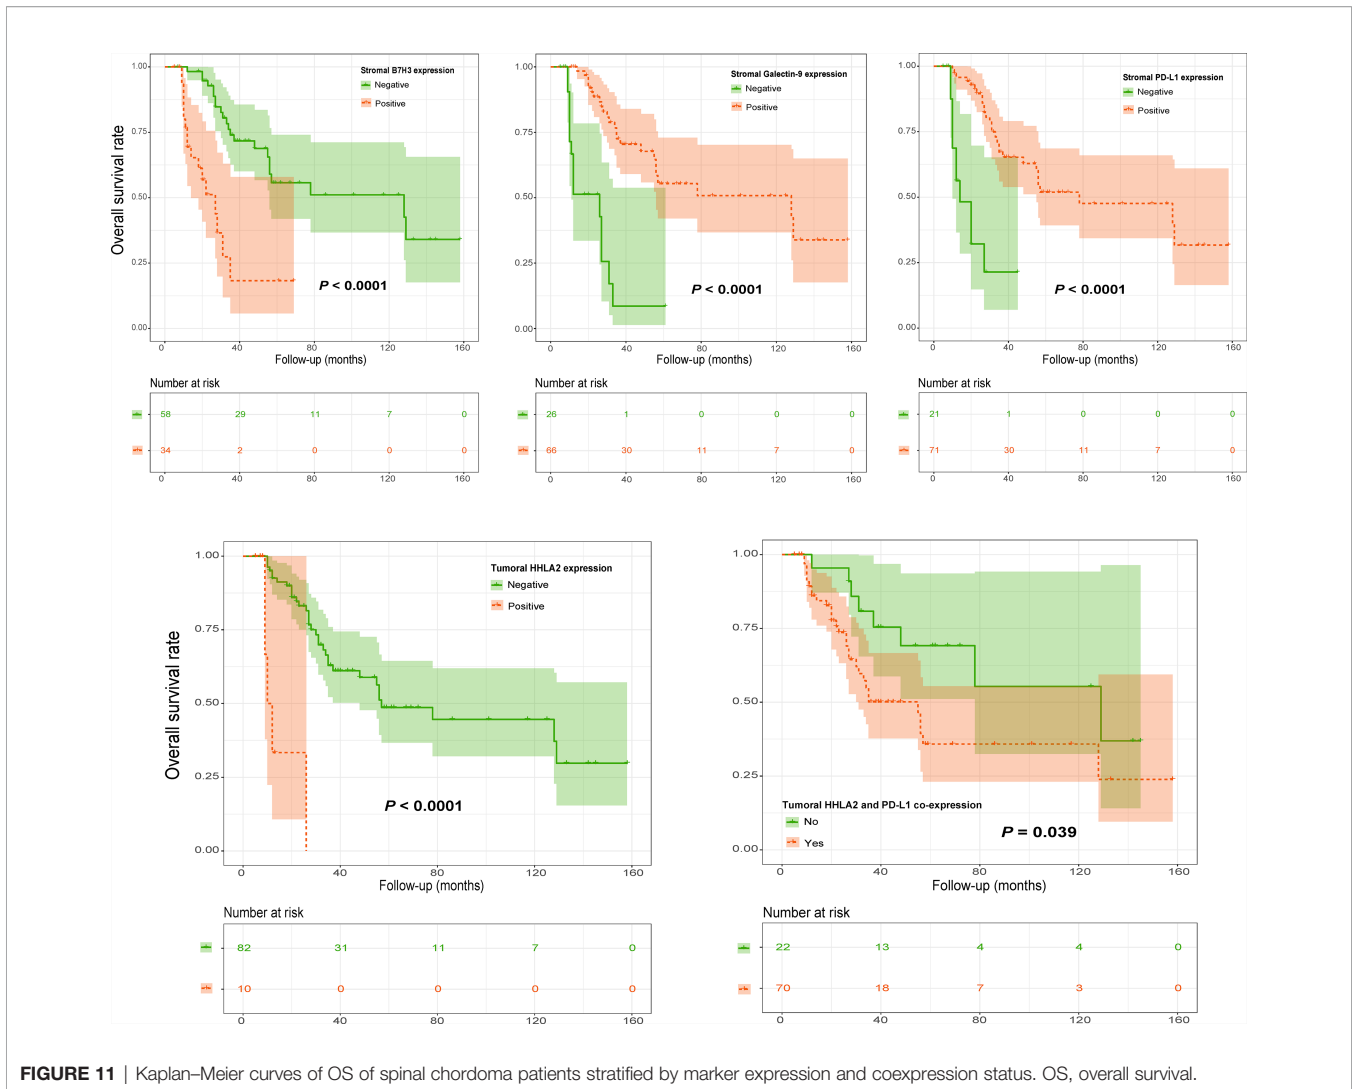 Overall survival rate
1.00
0.75
0.50
0.25
0.00
Stromal B7H3 expression
Negative
Positive
P < 0.0001
0 40 80 120 160
Follow-up (months)
Number at risk
58 29 11 7 0
34 2 0 0 0
0 40 80 120 160
1.00
0.75
0.50
0.25
0.00
Stromal Galectin-9 expression
Negative
Positive
P < 0.0001
0 40 80 120 160
Follow-up (months)
Number at risk
26 1 0 0 0
66 30 11 7 0
0 40 80 120 160
1.00
0.75
0.50
0.25
0.00
Stromal PD-L1 expression
Negative
Positive
P < 0.0001
0 40 80 120 160
Follow-up (months)
Number at risk
21 1 0 0 0
71 30 11 7 0
0 40 80 120 160
Overall survival rate
1.00
0.75
0.50
0.25
0.00
Tumoral HHLA2 expression
Negative
Positive
P < 0.0001
0 40 80 120 160
Follow-up (months)
Number at risk
82 31 11 7 0
10 0 0 0 0
0 40 80 120 160
1.00
0.75
0.50
0.25
0.00
Tumoral HHLA2 and PD-L1 co-expression
No
Yes
P = 0.039
0 40 80 120 160
Follow-up (months)
Number at risk
22 13 4 4 0
70 18 7 3 0
0 40 80 120 160
FIGURE 11 | Kaplan–Meier curves of OS of spinal chordoma patients stratified by marker expression and coexpression status. OS, overall survival.